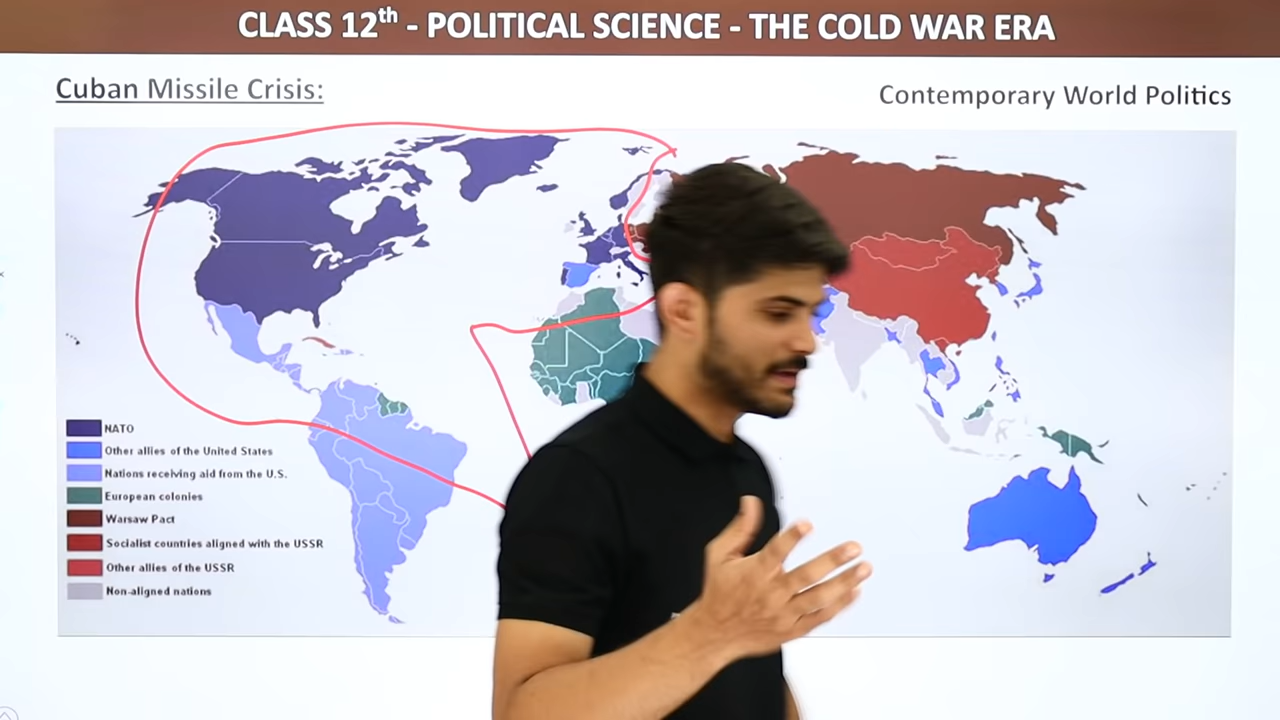 CLASS 12th - POLITICAL SCIENCE - THE COLD WAR ERA
Cuban Missile Crisis:
Contemporary World Politics
NATO
Other allies of the United States
Nations receiving aid from the U.S.
European colonies
Warsaw Pact
Socialist countries aligned with the USSR
Other allies of the USSR
Non-aligned nations